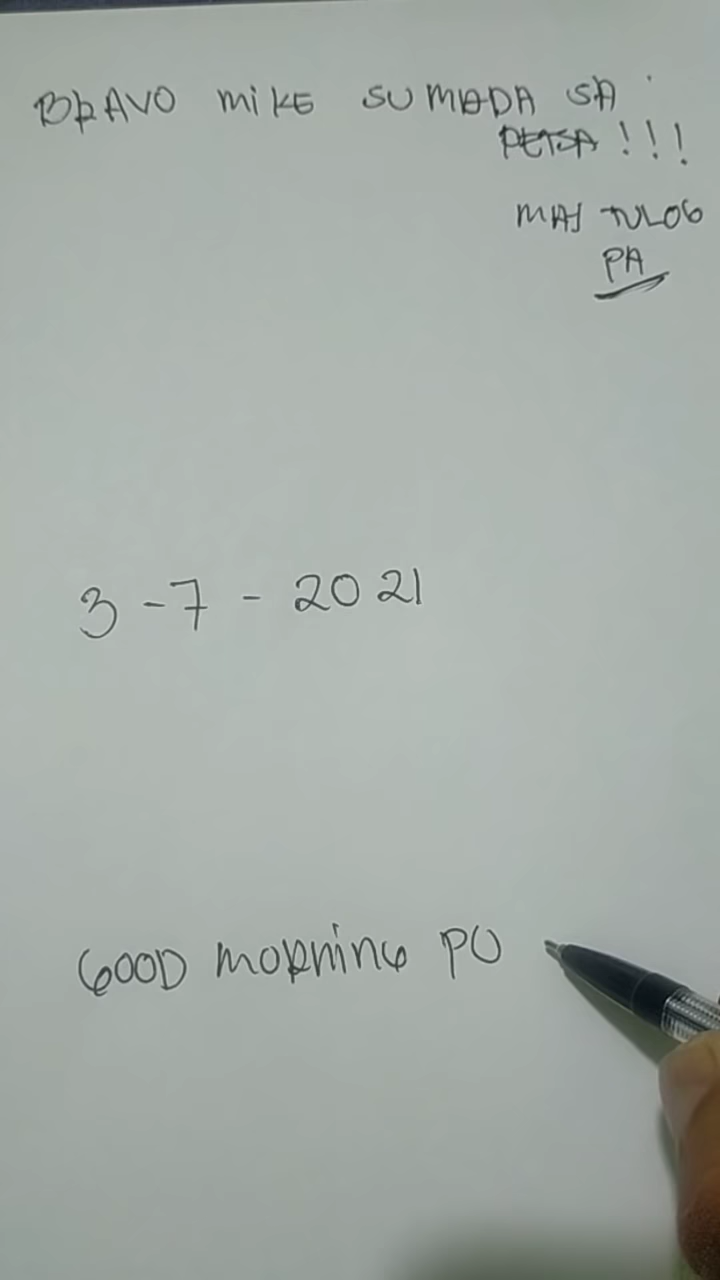 BRAVO MIKE SUMADA SA
PETSA!!!
MAY TULOG
PA
3-7-2021
GOOD MORNING PO